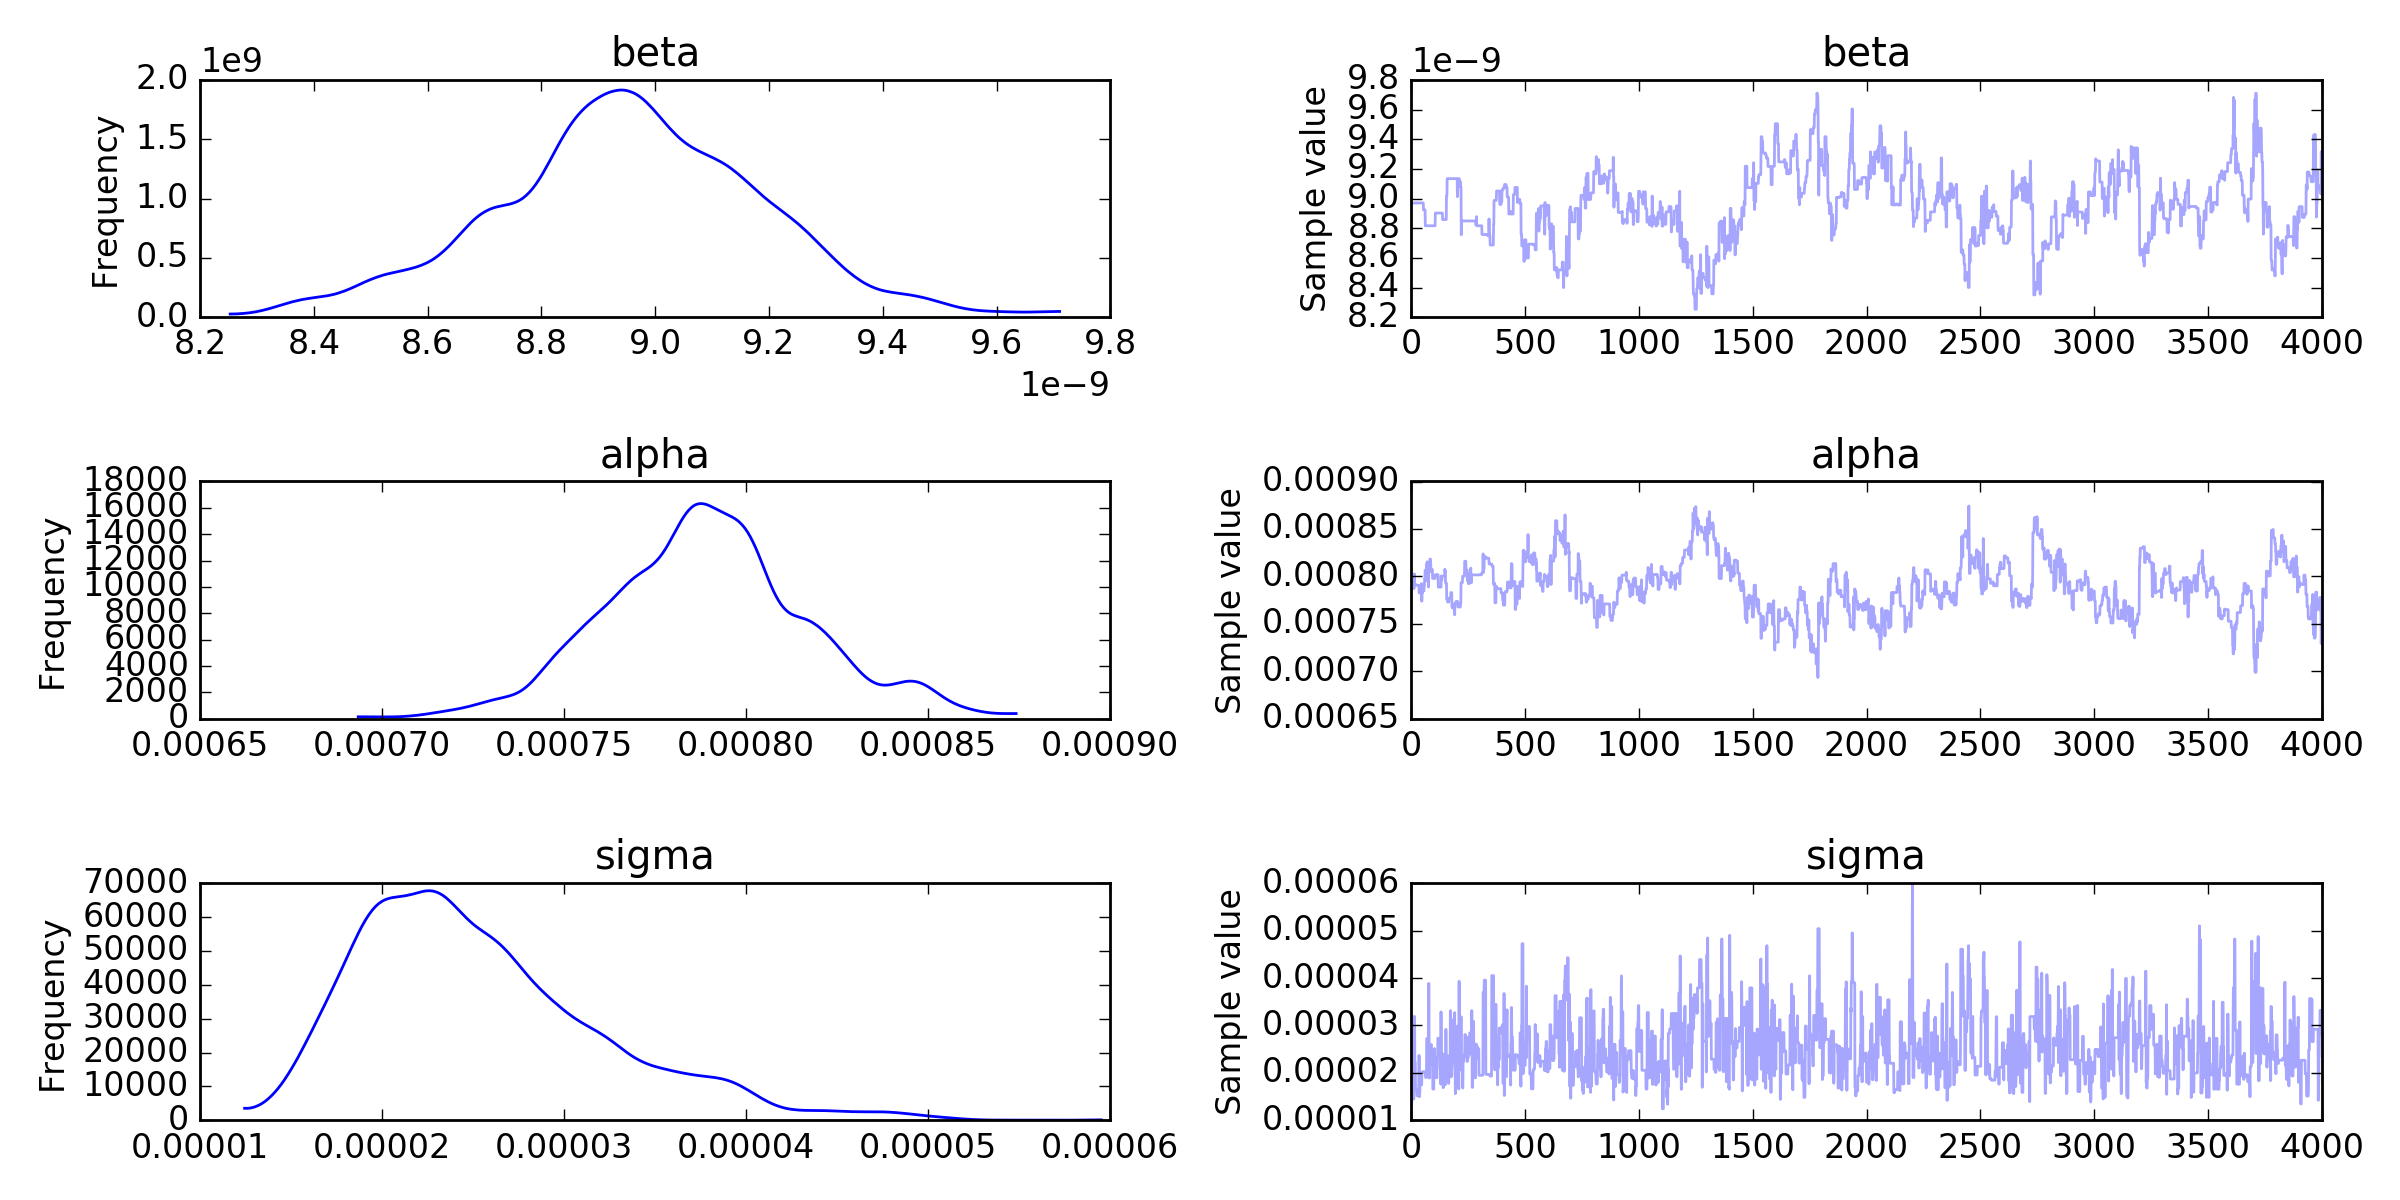 beta
1e9
2.0
1.5
1.0
0.5
0.0
Frequency
8.2 8.4 8.6 8.8 9.0 9.2 9.4 9.6 9.8
1e−9
beta
1e−9
9.8
9.6
9.4
9.2
9.0
8.8
8.6
8.4
8.2
Sample value
0 500 1000 1500 2000 2500 3000 3500 4000
alpha
18000
16000
14000
12000
10000
8000
6000
4000
2000
0
Frequency
0.00065 0.00070 0.00075 0.00080 0.00085 0.00090
alpha
0.00090
0.00085
0.00080
0.00075
0.00070
0.00065
Sample value
0 500 1000 1500 2000 2500 3000 3500 4000
sigma
70000
60000
50000
40000
30000
20000
10000
0
Frequency
0.00001 0.00002 0.00003 0.00004 0.00005 0.00006
sigma
0.00006
0.00005
0.00004
0.00003
0.00002
0.00001
Sample value
0 500 1000 1500 2000 2500 3000 3500 4000